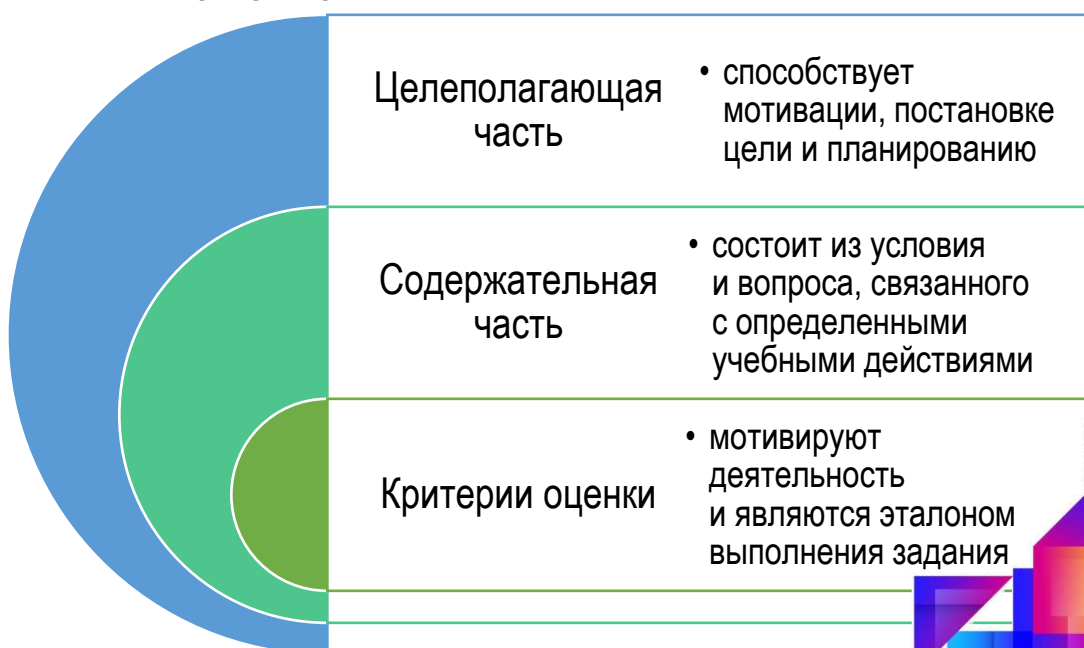 Целеполагающая
часть
• способствует
мотивации, постановке
цели и планированию
Содержательная
часть
• состоит из условия
и вопроса, связанного
с определенными
учебными действиями
Критерии оценки
• мотивируют
деятельность
и являются эталоном
выполнения задания